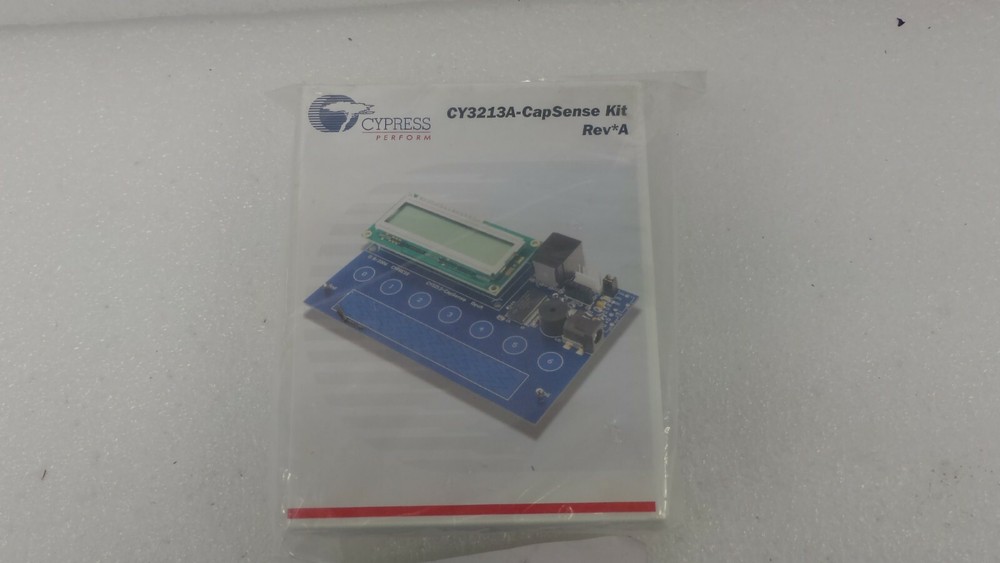 CYPRESS
PERFORM
CY3213A-CapSense Kit
Rev*A